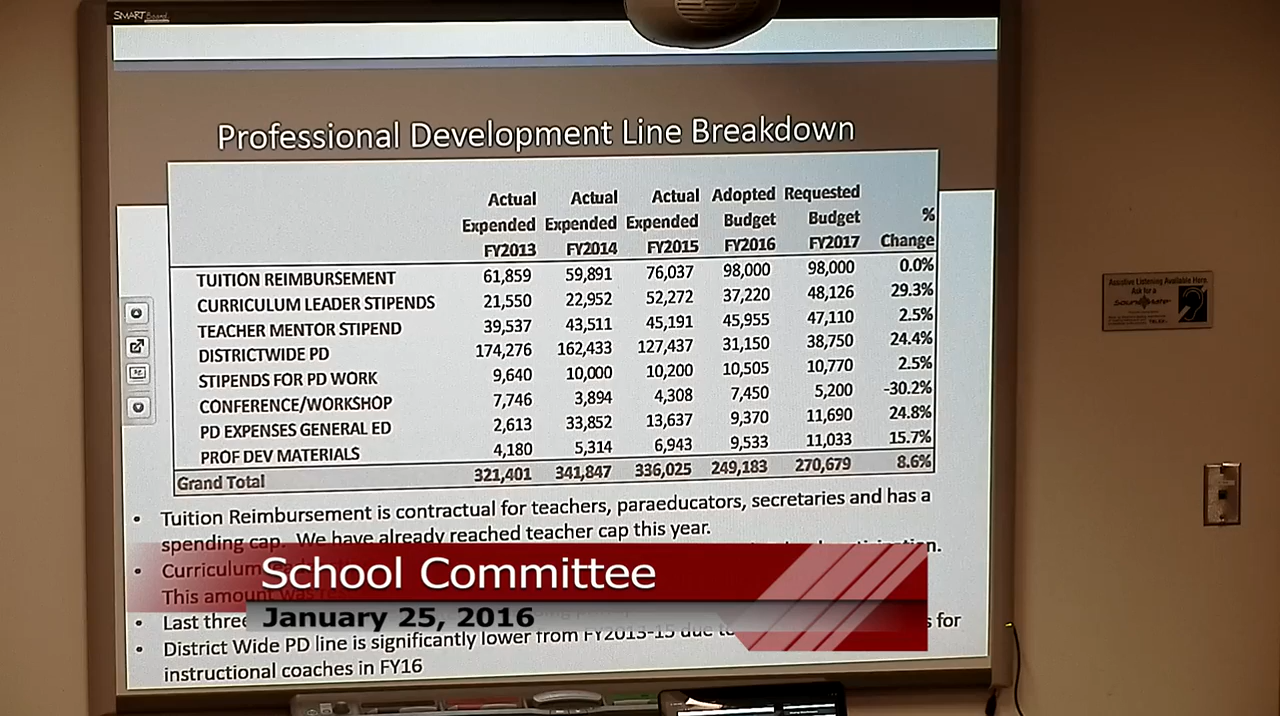 SMART Board
Professional Development Line Breakdown
Actual Actual Actual Adopted Requested
Expended Expended Expended Budget Budget %
FY2013 FY2014 FY2015 FY2016 FY2017 Change
TUITION REIMBURSEMENT 61,859 59,891 76,037 98,000 98,000 0.0%
CURRICULUM LEADER STIPENDS 21,550 22,952 52,272 37,220 48,126 29.3%
TEACHER MENTOR STIPEND 39,537 43,511 45,191 45,955 47,110 2.5%
DISTRICTWIDE PD 174,276 162,433 127,437 31,150 38,750 24.4%
STIPENDS FOR PD WORK 9,640 10,000 10,200 10,505 10,770 2.5%
CONFERENCE/WORKSHOP 7,746 3,894 4,308 7,450 5,200 -30.2%
PD EXPENSES GENERAL ED 2,613 33,852 13,637 9,370 11,690 24.8%
PROF DEV MATERIALS 4,180 5,314 6,943 9,533 11,033 15.7%
Grand Total 321,401 341,847 336,025 249,183 270,679 8.6%
• Tuition Reimbursement is contractual for teachers, paraeducators, secretaries and has a
spending cap. We have already reached teacher cap this year.
• Curriculum
This amount was
• Last three for
• District Wide PD line is significantly lower from FY2013-15 due to
instructional coaches in FY16
School Committee
January 25, 2016
Assistive Listening Available Here.
Ask for a
SoundMate